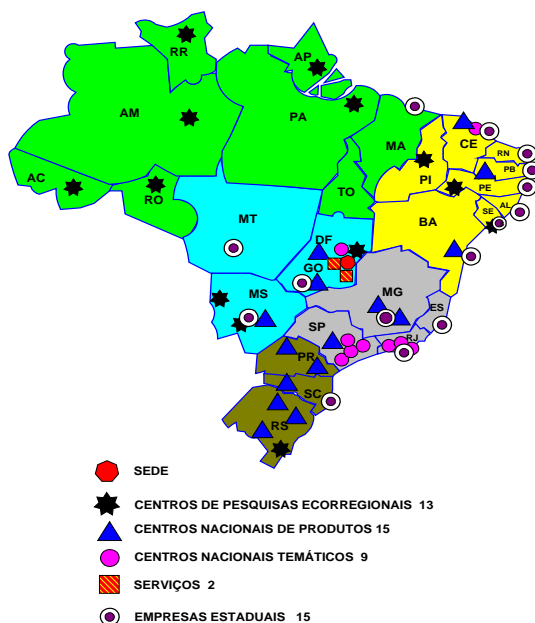 RR
AP
AM
PA
MA
CE
RN
PB
PI
PE
AC
RO
TO
AL
SE
MT
BA
DF
GO
MS
MG
ES
SP
RJ
PR
SC
RS
SEDE
CENTROS DE PESQUISAS ECORREGIONAIS 13
CENTROS NACIONAIS DE PRODUTOS 15
CENTROS NACIONAIS TEMÁTICOS 9
SERVIÇOS 2
EMPRESAS ESTADUAIS 15